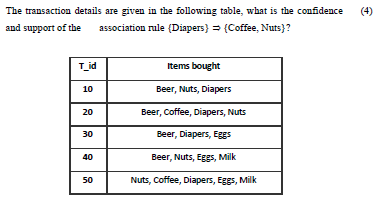 The transaction details are given in the following table, what is the confidence (4)
and support of the association rule {Diapers} ⇒ {Coffee, Nuts}?
T_id Items bought
10 Beer, Nuts, Diapers
20 Beer, Coffee, Diapers, Nuts
30 Beer, Diapers, Eggs
40 Beer, Nuts, Eggs, Milk
50 Nuts, Coffee, Diapers, Eggs, Milk